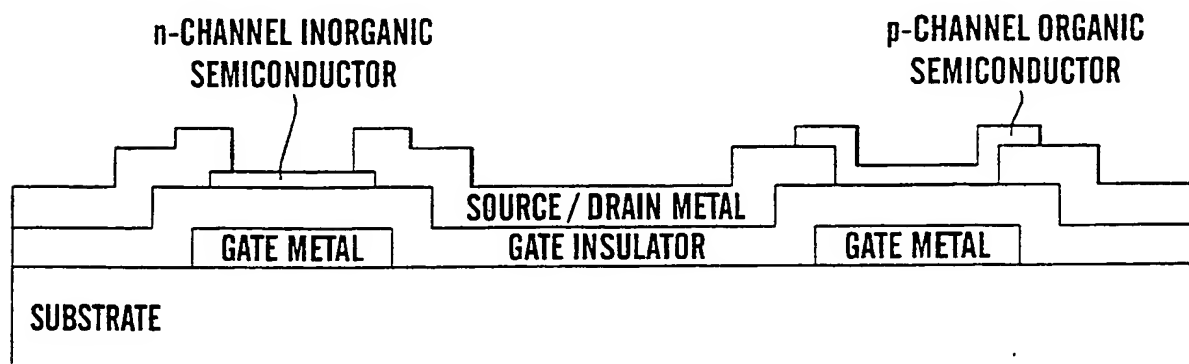 n-CHANNEL INORGANIC
SEMICONDUCTOR
p-CHANNEL ORGANIC
SEMICONDUCTOR
SOURCE / DRAIN METAL
GATE METAL
GATE INSULATOR
GATE METAL
SUBSTRATE